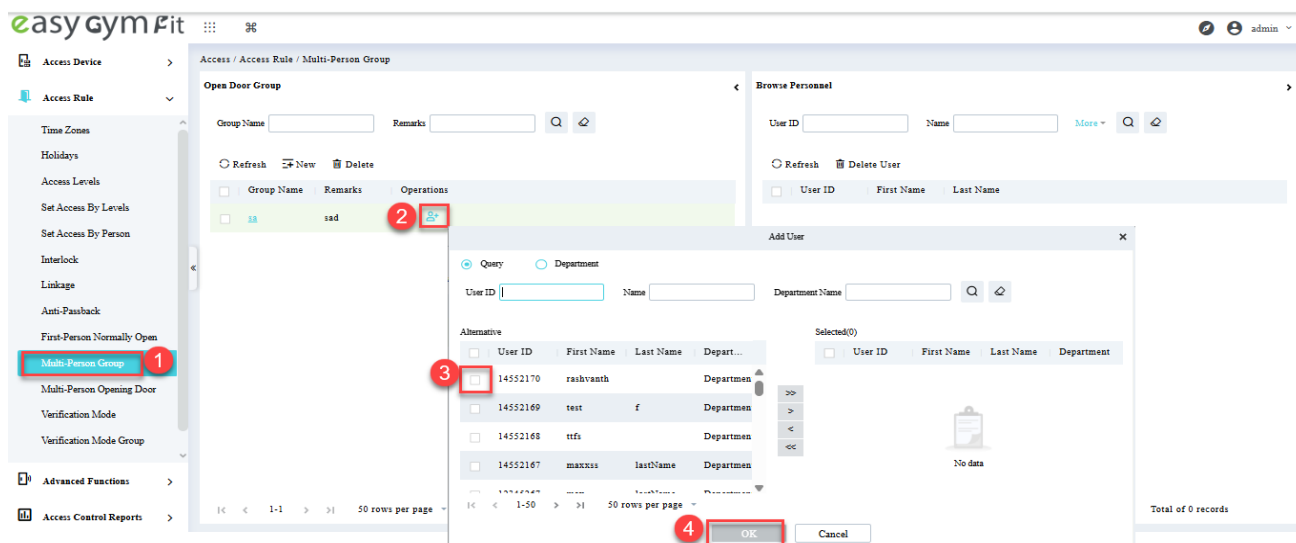 easy Gym Fit
admin
Access Device
Access Rule
Time Zones
Holidays
Access Levels
Set Access By Levels
Set Access By Person
Interlock
Linkage
Anti-Passback
First-Person Normally Open
Multi-Person Group
1
Multi-Person Opening Door
Verification Mode
Verification Mode Group
Advanced Functions
Access Control Reports
Access / Access Rule / Multi-Person Group
Open Door Group
Group Name Remarks
Refresh New Delete
Group Name Remarks Operations
sa sad
2
1-1 50 rows per page
Browse Personnel
User ID Name More
Refresh Delete User
User ID First Name Last Name
Total of 0 records
Add User
Query Department
User ID Name Department Name
Alternative
User ID First Name Last Name Depart...
3
14552170 rashvanth Departmen
14552169 test f Departmen
14552168 ttfs Departmen
14552167 maxxss lastName Departmen
1-50 50 rows per page
>>
>
<
<<
Selected(0)
User ID First Name Last Name Department
No data
4
OK Cancel